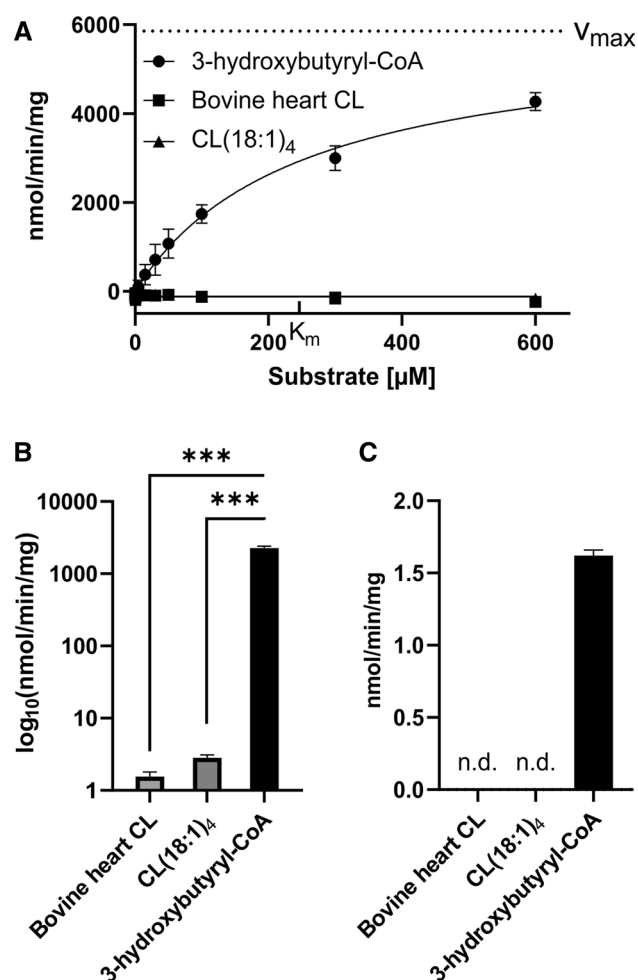 A
6000
4000
2000
0
nmol/min/mg
Vmax
3-hydroxybutyryl-CoA
Bovine heart CL
CL(18:1)4
0
200
Km
400
600
Substrate [µM]
B
***
***
10000
1000
100
10
1
log10(nmol/min/mg)
Bovine heart CL
CL(18:1)4
3-hydroxybutyryl-CoA
C
2.0
1.5
1.0
0.5
0.0
nmol/min/mg
n.d.
n.d.
Bovine heart CL
CL(18:1)4
3-hydroxybutyryl-CoA